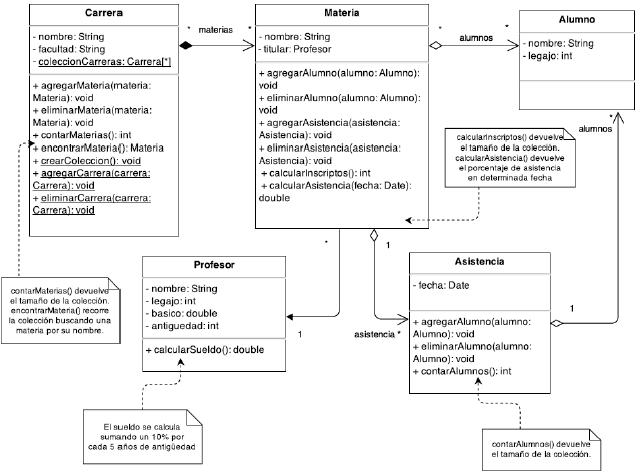 Carrera
- nombre: String
- facultad: String
- coleccionCarreras: Carrera[*]
+ agregarMateria(materia:
Materia): void
+ eliminarMateria(materia:
Materia): void
+ contarMaterias(): int
+ encontrarMateria(): Materia
+ crearColeccion(): void
+ agregarCarrera(carrera:
Carrera): void
+ eliminarCarrera(carrera:
Carrera): void
*
materias
*
Materia
- nombre: String
- titular: Profesor
+ agregarAlumno(alumno: Alumno):
void
+ eliminarAlumno(alumno: Alumno):
void
+ agregarAsistencia(asistencia:
Asistencia): void
+ eliminarAsistencia(asistencia:
Asistencia): void
+ calcularInscriptos(): int
+ calcularAsistencia(fecha: Date):
double
*
alumnos
*
Alumno
- nombre: String
- legajo: int
*
alumnos
calcularInscriptos() devuelve
el tamaño de la colección.
calcularAsistencia() devuelve
el porcentaje de asistencia
en determinada fecha
*
1
1
asistencia *
contarMaterias() devuelve
el tamaño de la colección.
encontrarMateria() recorre
la colección buscando una
materia por su nombre.
Profesor
- nombre: String
- legajo: int
- basico: double
- antiguedad: int
+ calcularSueldo(): double
Asistencia
- fecha: Date
+ agregarAlumno(alumno:
Alumno): void
+ eliminarAlumno(alumno:
Alumno): void
+ contarAlumnos(): int
1
El sueldo se calcula
sumando un 10% por
cada 5 años de antigüedad
contarAlumnos() devuelve
el tamaño de la colección.